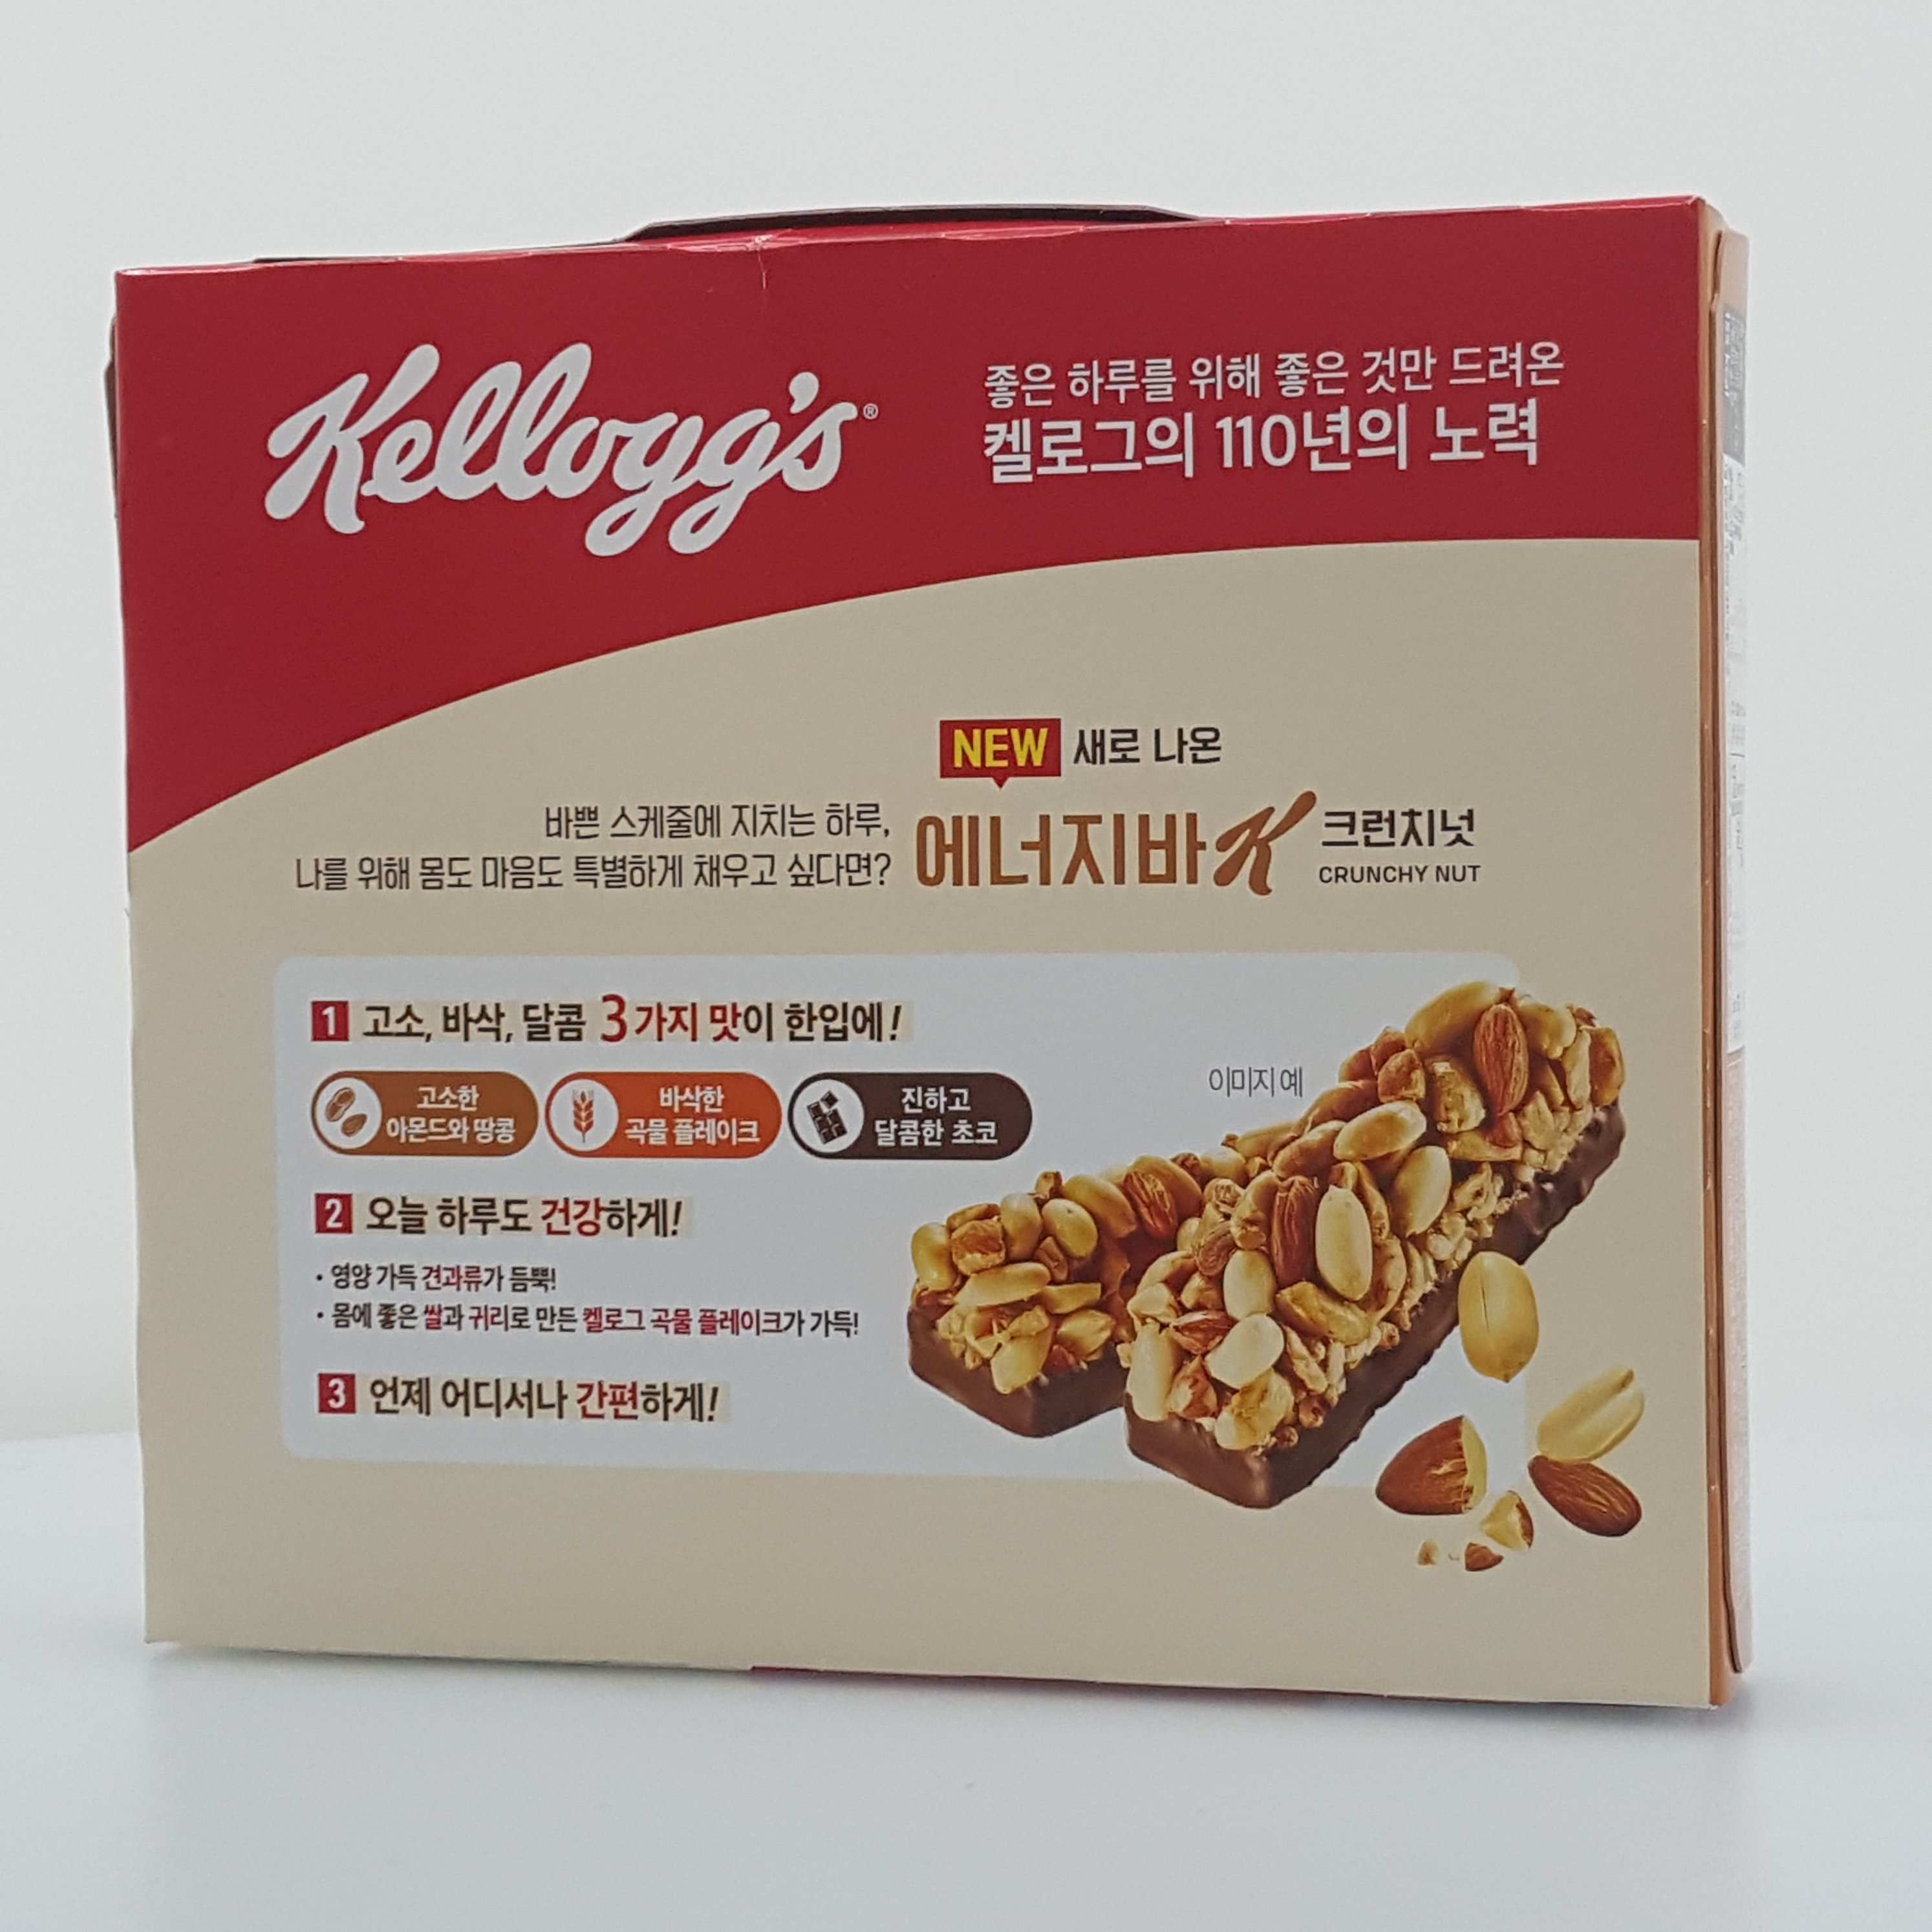 Kellogg's®
좋은 하루를 위해 좋은 것만 드려온
켈로그의 110년의 노력
NEW 새로 나온
바쁜 스케줄에 지치는 하루,
나를 위해 몸도 마음도 특별하게 채우고 싶다면?
에너지바K 크런치넛
CRUNCHY NUT
1 고소, 바삭, 달콤 3가지 맛이 한입에!
고소한
아몬드와 땅콩
바삭한
곡물 플레이크
진하고
달콤한 초코
이미지 예
2 오늘 하루도 건강하게!
· 영양 가득 견과류가 듬뿍!
· 몸에 좋은 쌀과 귀리로 만든 켈로그 곡물 플레이크가 가득!
3 언제 어디서나 간편하게!